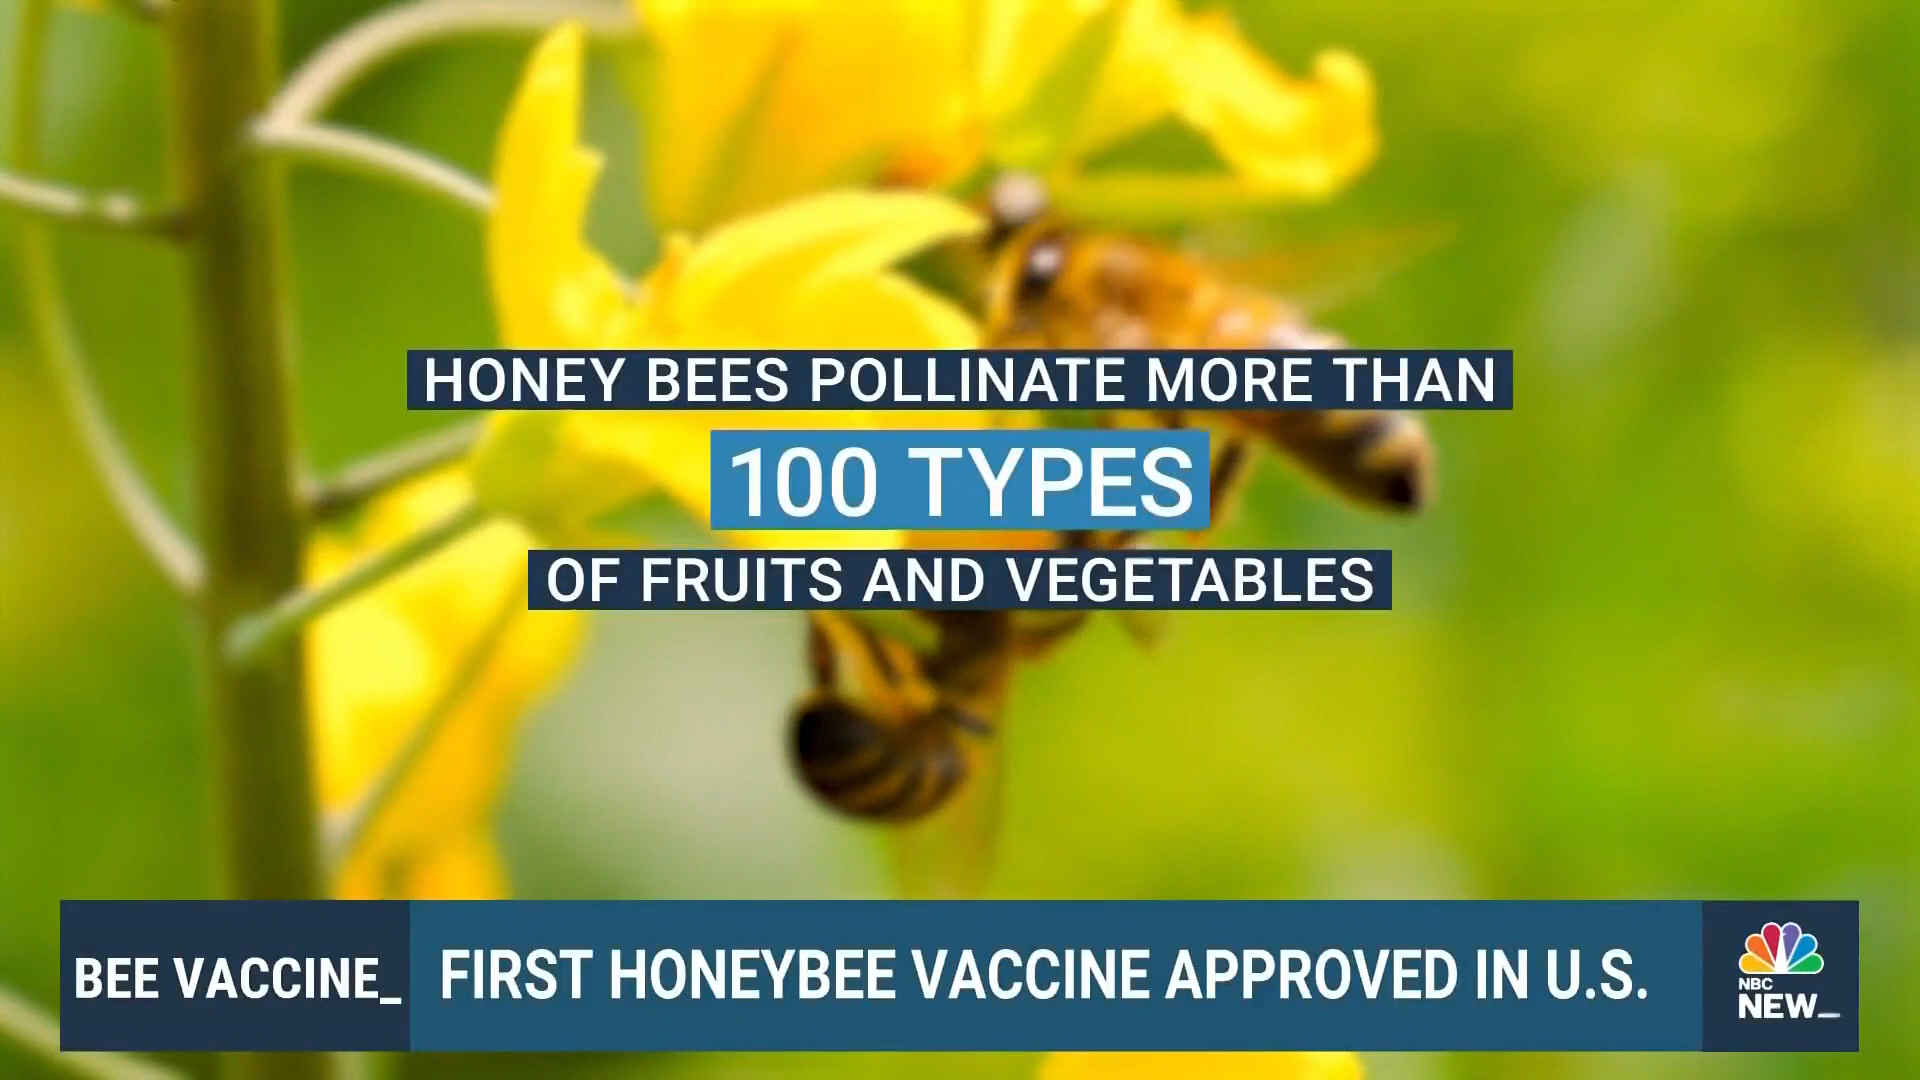 HONEY BEES POLLINATE MORE THAN
100 TYPES
OF FRUITS AND VEGETABLES
BEE VACCINE_
FIRST HONEYBEE VACCINE APPROVED IN U.S.
NBC
NEW_